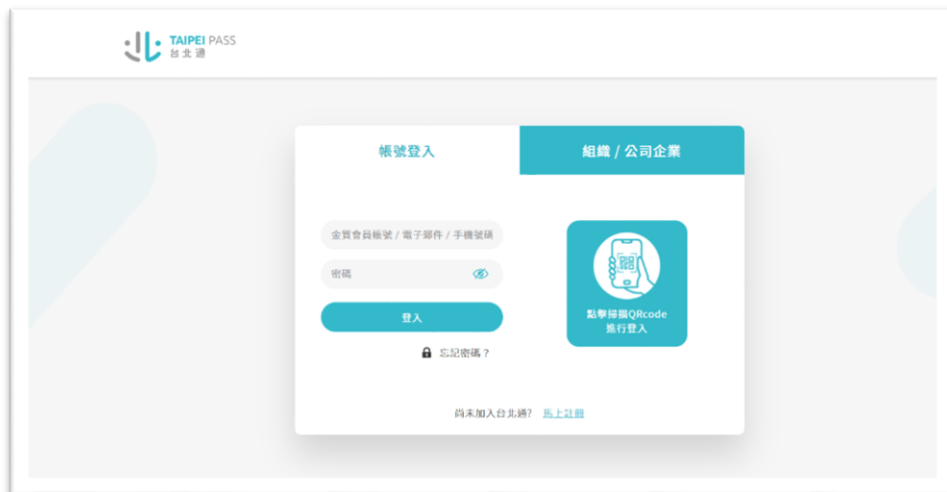 TAIPEI PASS
台北通
帳號登入
組織 / 公司企業
金質會員帳號 / 電子郵件 / 手機號碼
密碼
登入
忘記密碼？
點擊掃描QRcode
進行登入
尚未加入台北通? 馬上註冊